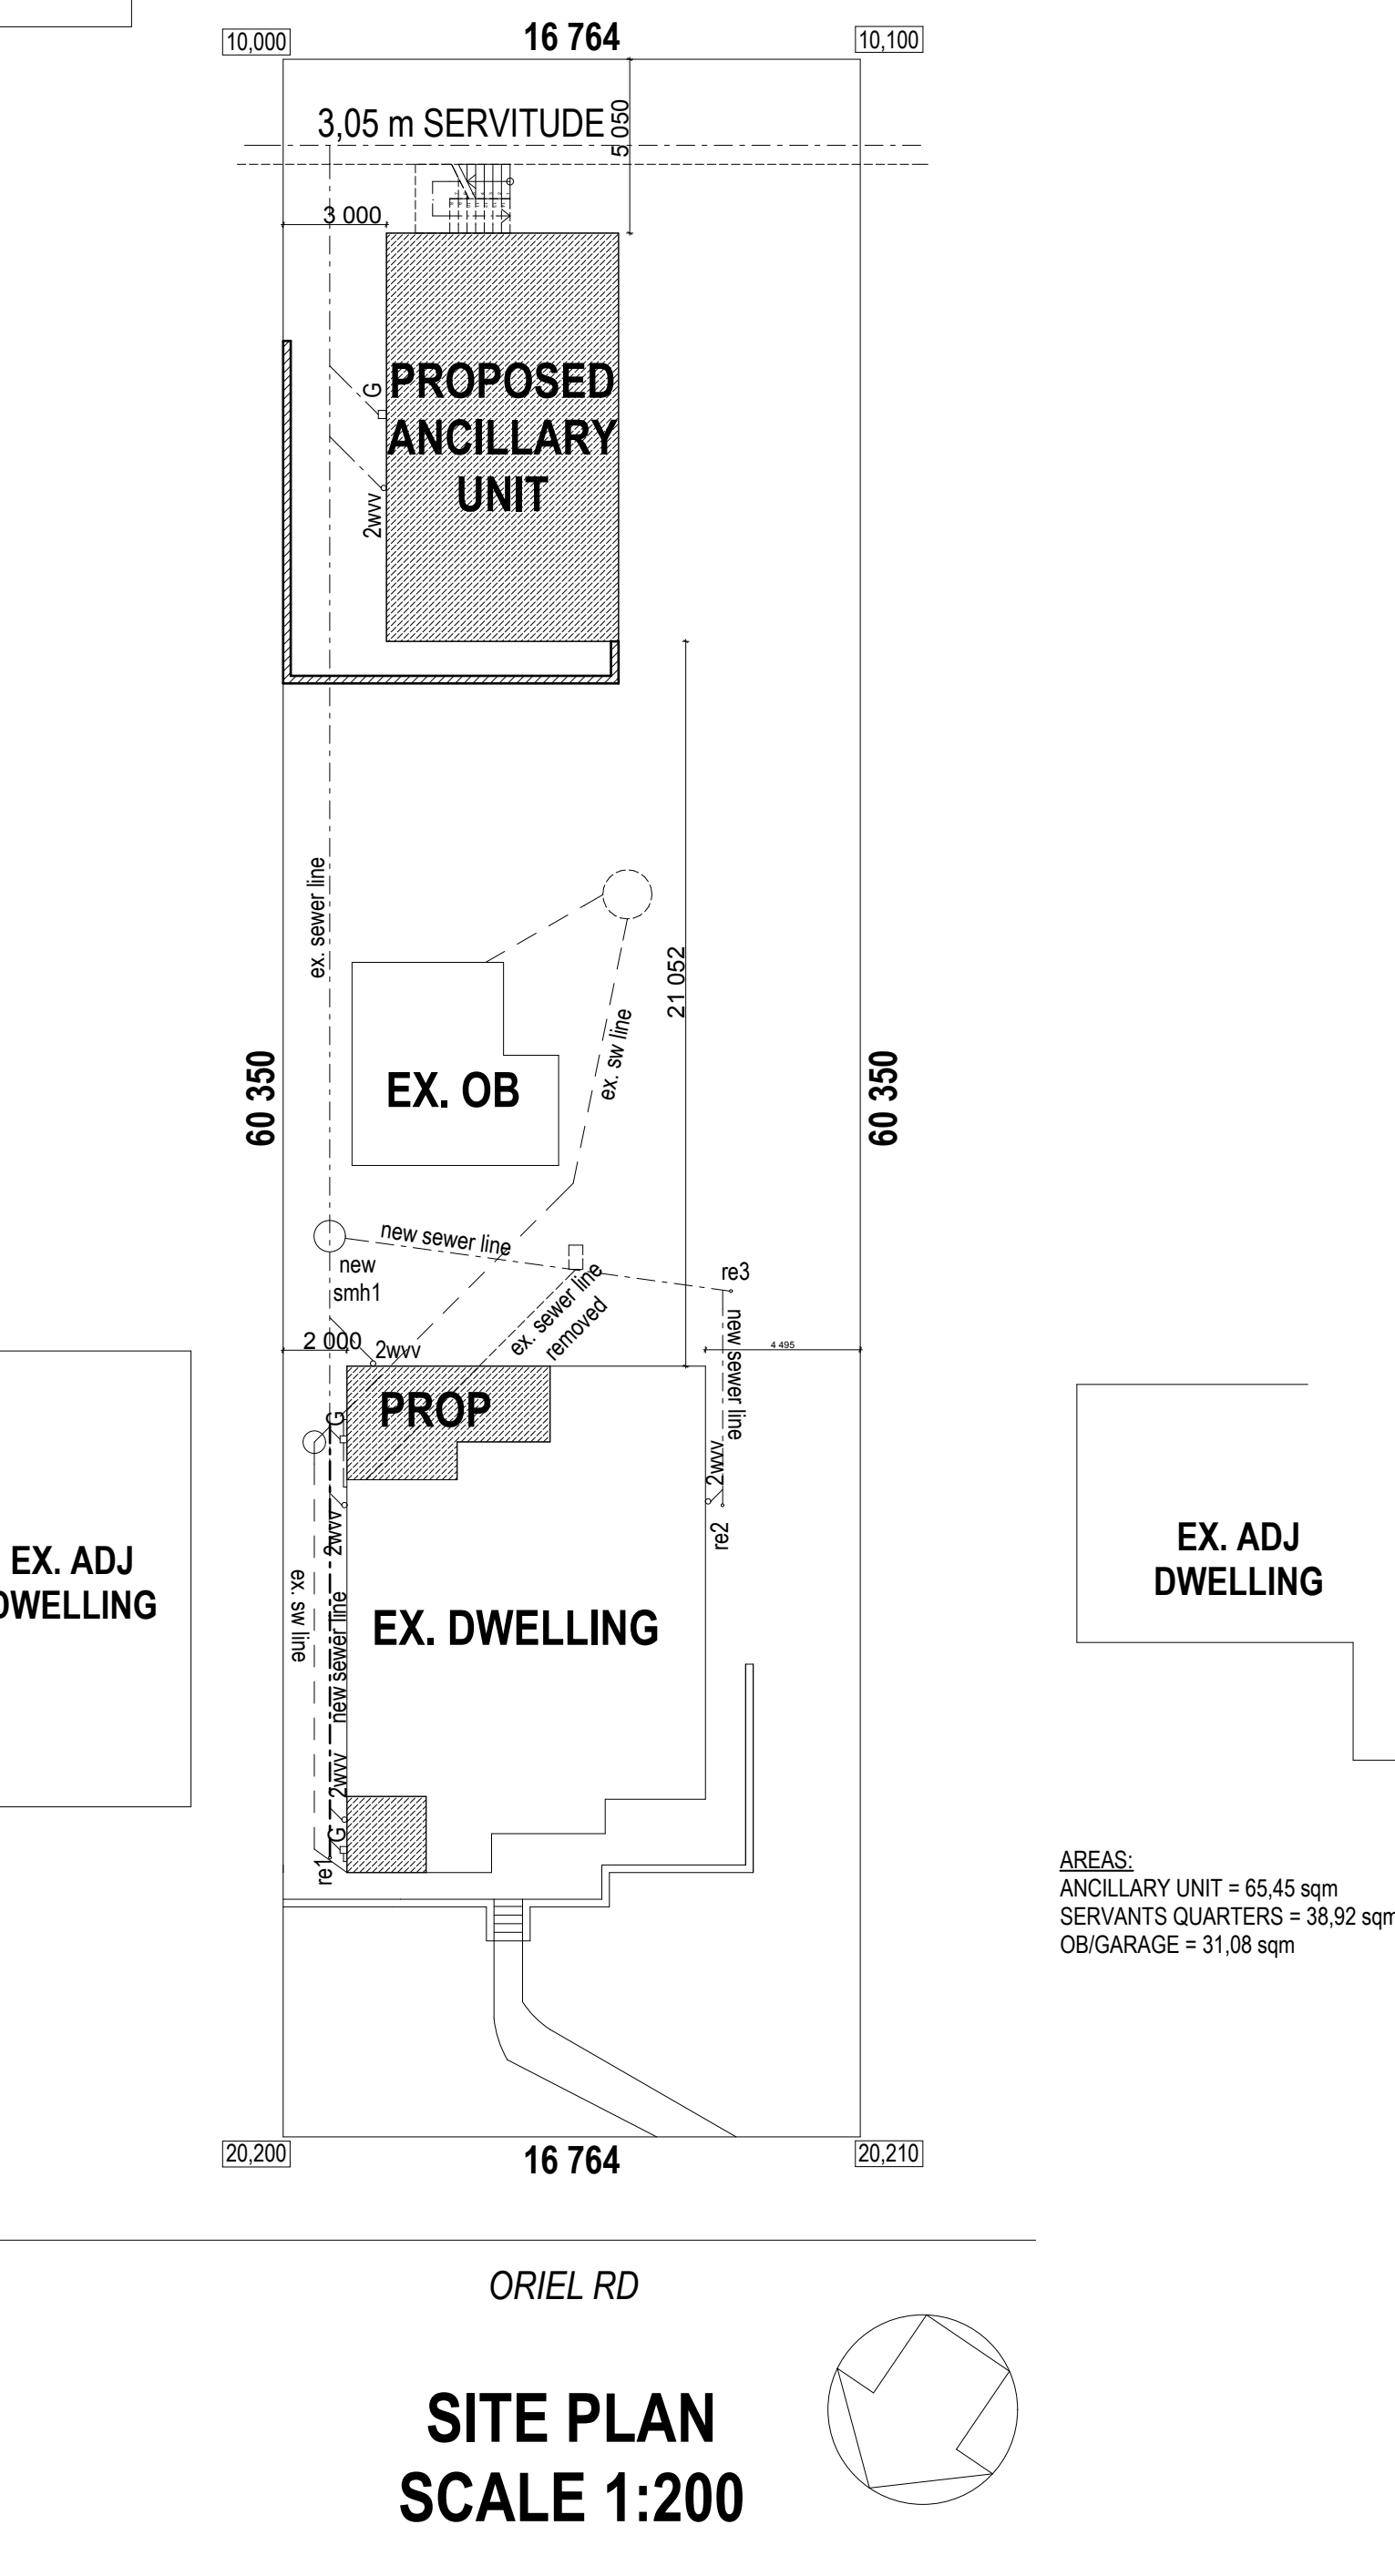 10,000
16 764
10,100
3,05 m SERVITUDE
5 050
3 000
G
PROPOSED
ANCILLARY
UNIT
2wvv
ex. sewer line
21 052
ex. sw line
EX. OB
60 350
60 350
new sewer line
new
smh1
re3
ex. sewer line
removed
2 000
2wvv
4 495
new sewer line
PROP
G
2wvv
2wvv
re2
EX. ADJ
DWELLING
EX. ADJ
DWELLING
ex. sw line
new sewer line
EX. DWELLING
2wvv
G
re1
AREAS:
ANCILLARY UNIT = 65,45 sqm
SERVANTS QUARTERS = 38,92 sqm
OB/GARAGE = 31,08 sqm
20,200
16 764
20,210
ORIEL RD
SITE PLAN
SCALE 1:200